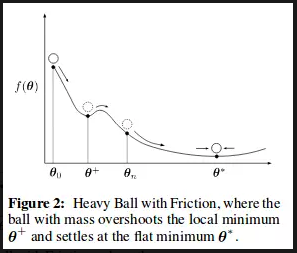 f(θ)
θ₀ θ⁺ θₙ θ*
Figure 2: Heavy Ball with Friction, where the
ball with mass overshoots the local minimum
θ⁺ and settles at the flat minimum θ*.